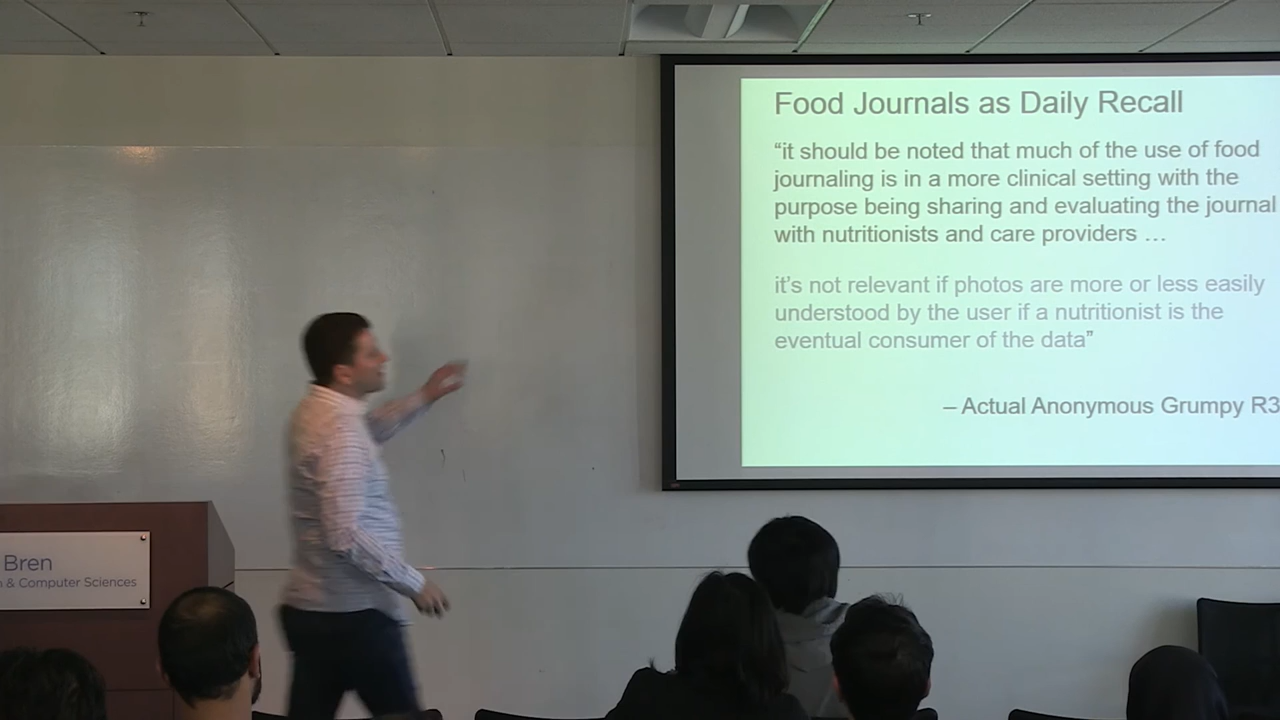 Food Journals as Daily Recall
“it should be noted that much of the use of food
journaling is in a more clinical setting with the
purpose being sharing and evaluating the journal
with nutritionists and care providers …
it’s not relevant if photos are more or less easily
understood by the user if a nutritionist is the
eventual consumer of the data”
– Actual Anonymous Grumpy R3
Bren
& Computer Sciences